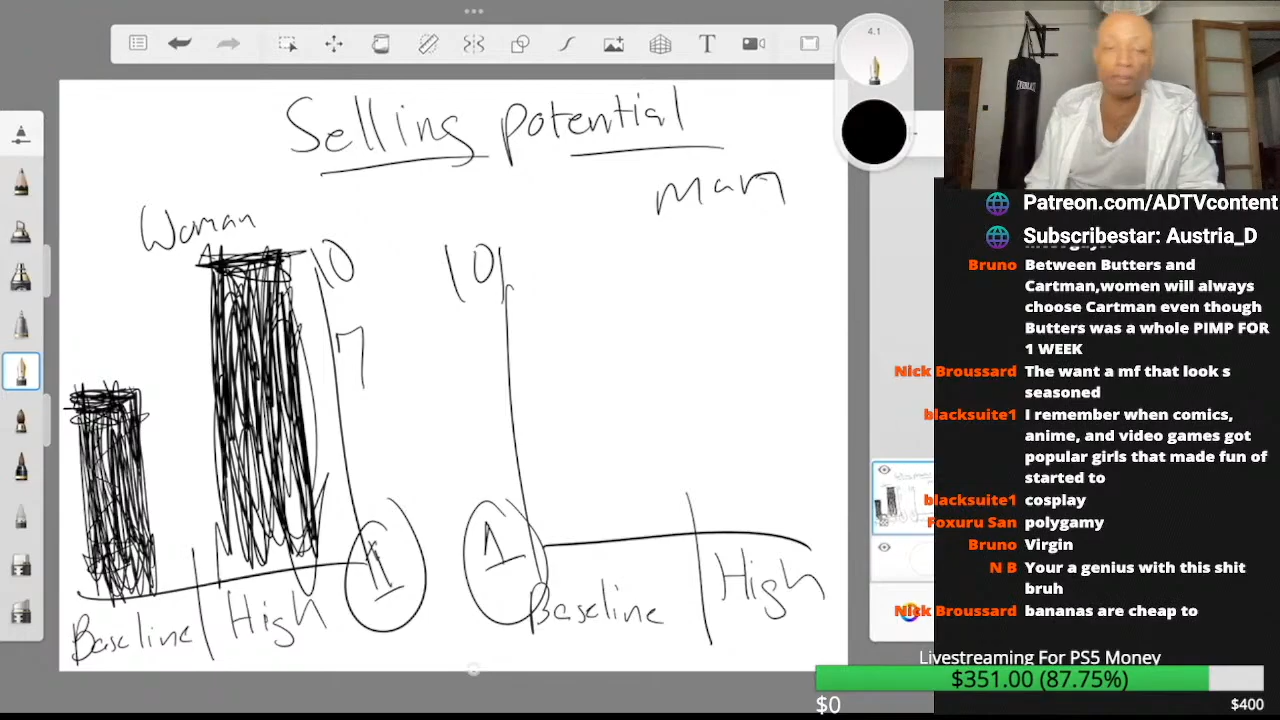 4.1
Selling potential
Man
Woman
10
10
7
1
1
Baseline
High
Baseline
High
EVERLAST
Patreon.com/ADTVcontent
Subscribestar: Austria_D
Bruno Between Butters and
Cartman,women will always
choose Cartman even though
Butters was a whole PIMP FOR
1 WEEK
Nick Broussard The want a mf that look s
seasoned
blacksuite1 I remember when comics,
anime, and video games got
popular girls that made fun of
started to
blacksuite1 cosplay
Foxuru San polygamy
Bruno Virgin
N B Your a genius with this shit
bruh
Nick Broussard bananas are cheap to
Livestreaming For PS5 Money
$351.00 (87.75%)
$0 $400